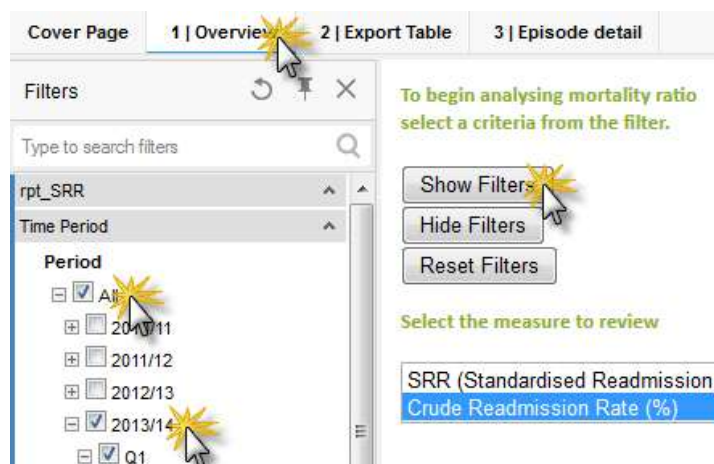 Cover Page 1 | Overview 2 | Export Table 3 | Episode detail
Filters
Type to search filters
rpt_SRR
Time Period
Period
All
2010/11
2011/12
2012/13
2013/14
Q1
To begin analysing mortality ratio
select a criteria from the filter.
Show Filters
Hide Filters
Reset Filters
Select the measure to review
SRR (Standardised Readmission
Crude Readmission Rate (%)